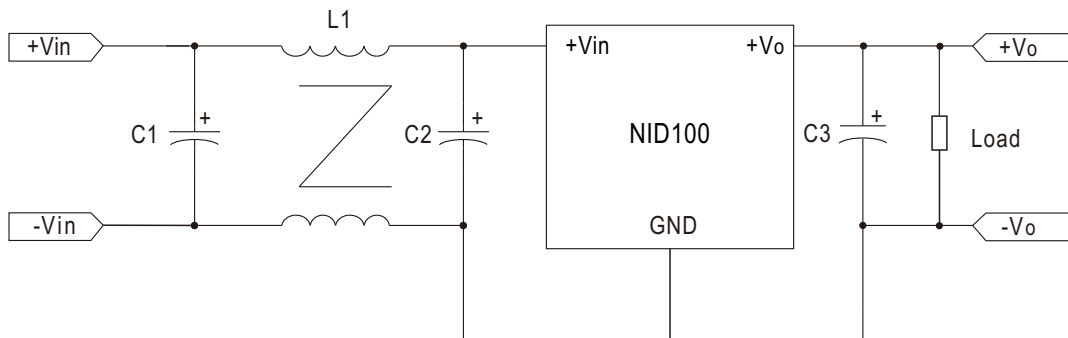 L1
+Vin
+Vin
+Vo
+Vo
C1
+
C2
+
NID100
C3
+
Load
-Vin
GND
-Vo